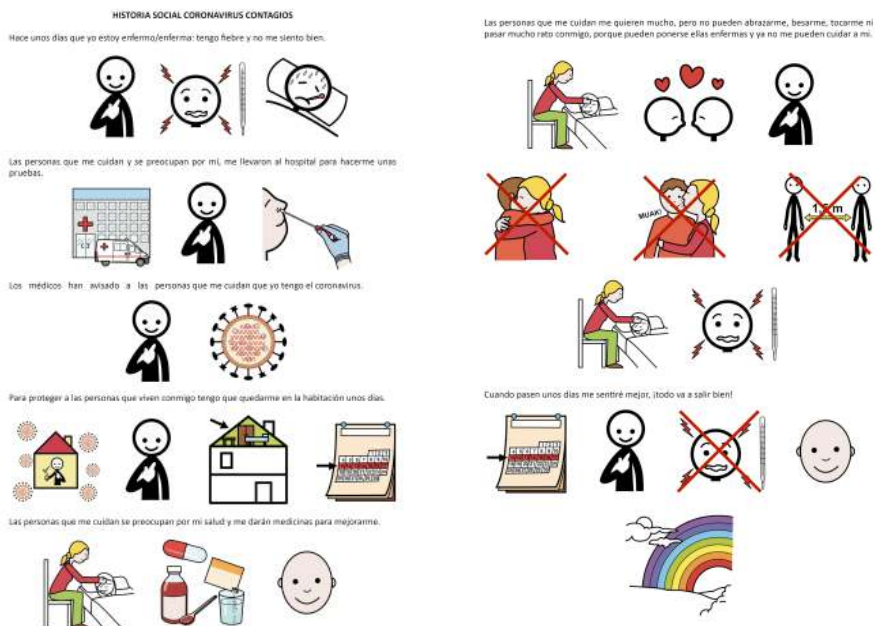 HISTORIA SOCIAL CORONAVIRUS CONTAGIOS
Hace unos días que yo estoy enfermo/enferma: tengo fiebre y no me siento bien.
Las personas que me cuidan y se preocupan por mi, me llevaron al hospital para hacerme unas
pruebas.
Los médicos han avisado a las personas que me cuidan que yo tengo el coronavirus.
Para proteger a las personas que viven conmigo tengo que quedarme en la habitación unos días.
Las personas que me cuidan se preocupan por mi salud y me darán medicinas para mejorarme.
Las personas que me cuidan me quieren mucho, pero no pueden abrazarme, besarme, tocarme ni
pasar mucho rato conmigo, porque pueden ponerse ellas enfermas y ya no me pueden cuidar a mi.
MUAK!
1,5 m
Cuando pasen unos días me sentiré mejor, ¡todo va a salir bien!